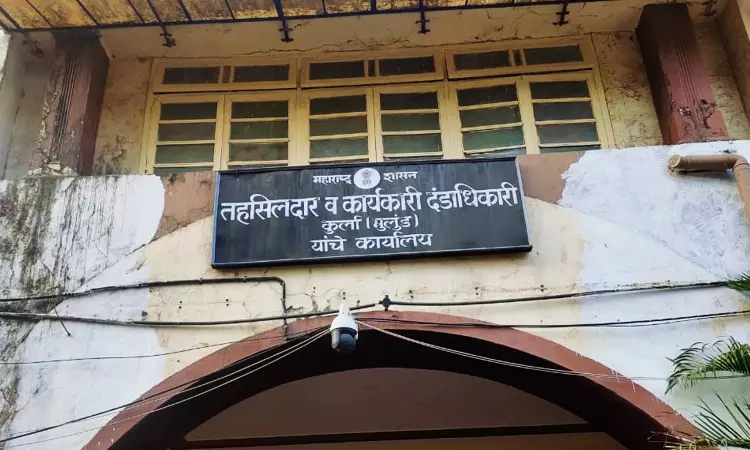 महाराष्ट्र शासन
तहसिलदार व कार्यकारी दंडाधिकारी
कुर्ला (मुलुंड)
यांचे कार्यालय